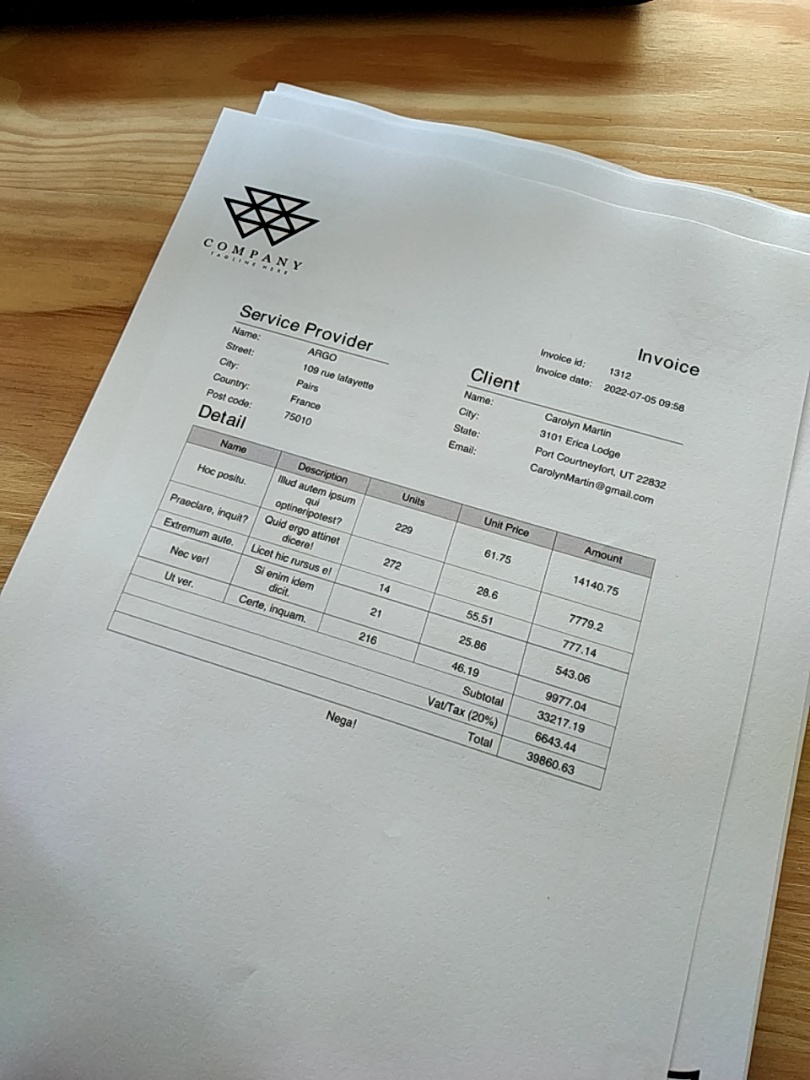 COMPANY
TAGLINE HERE
Invoice
Invoice id: 1312
Invoice date: 2022-07-05 09:58
Service Provider
Name: ARGO
Street: 109 rue lafayette
City: Pairs
Country: France
Post code: 75010
Client
Name: Carolyn Martin
City: 3101 Erica Lodge
State: Port Courtneyfort, UT 22832
Email: CarolynMartin@gmail.com
Detail
Name Description Units Unit Price Amount
Hoc positu. Illud autem ipsum 229 61.75 14140.75
qui
optineripotest?
Praeclare, inquit? Quid ergo attinet 272 28.6 7779.2
dicere!
Extremum aute. Licet hic rursus e! 14 55.51 777.14
Nec ver! Si enim idem 21 25.86 543.06
dicit.
Ut ver. Certe, inquam. 216 46.19 9977.04
Subtotal 33217.19
Vat/Tax (20%) 6643.44
Total 39860.63
Nega!